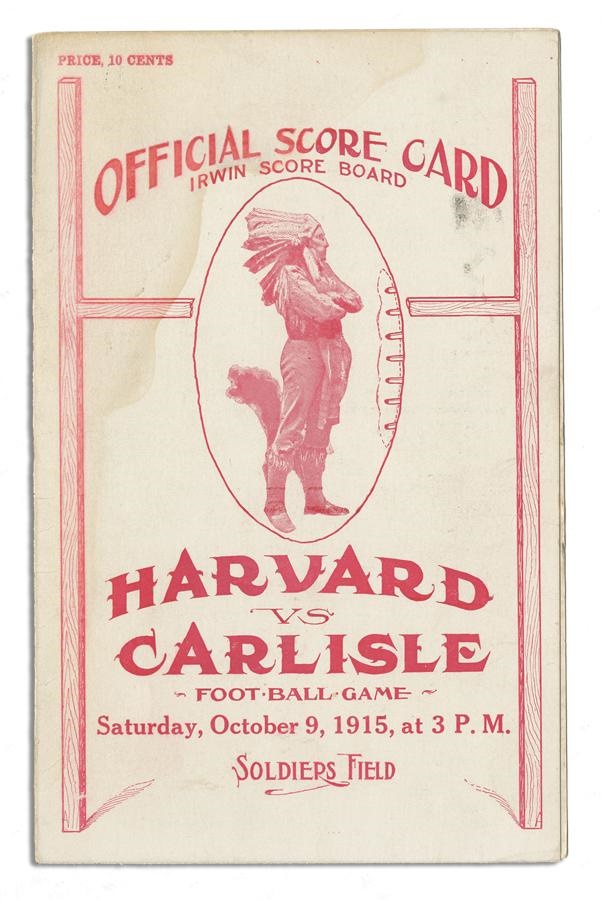 PRICE, 10 CENTS
OFFICIAL SCORE CARD
IRWIN SCORE BOARD
HARVARD
VS
CARLISLE
~ FOOT·BALL·GAME ~
Saturday, October 9, 1915, at 3 P. M.
SOLDIERS FIELD